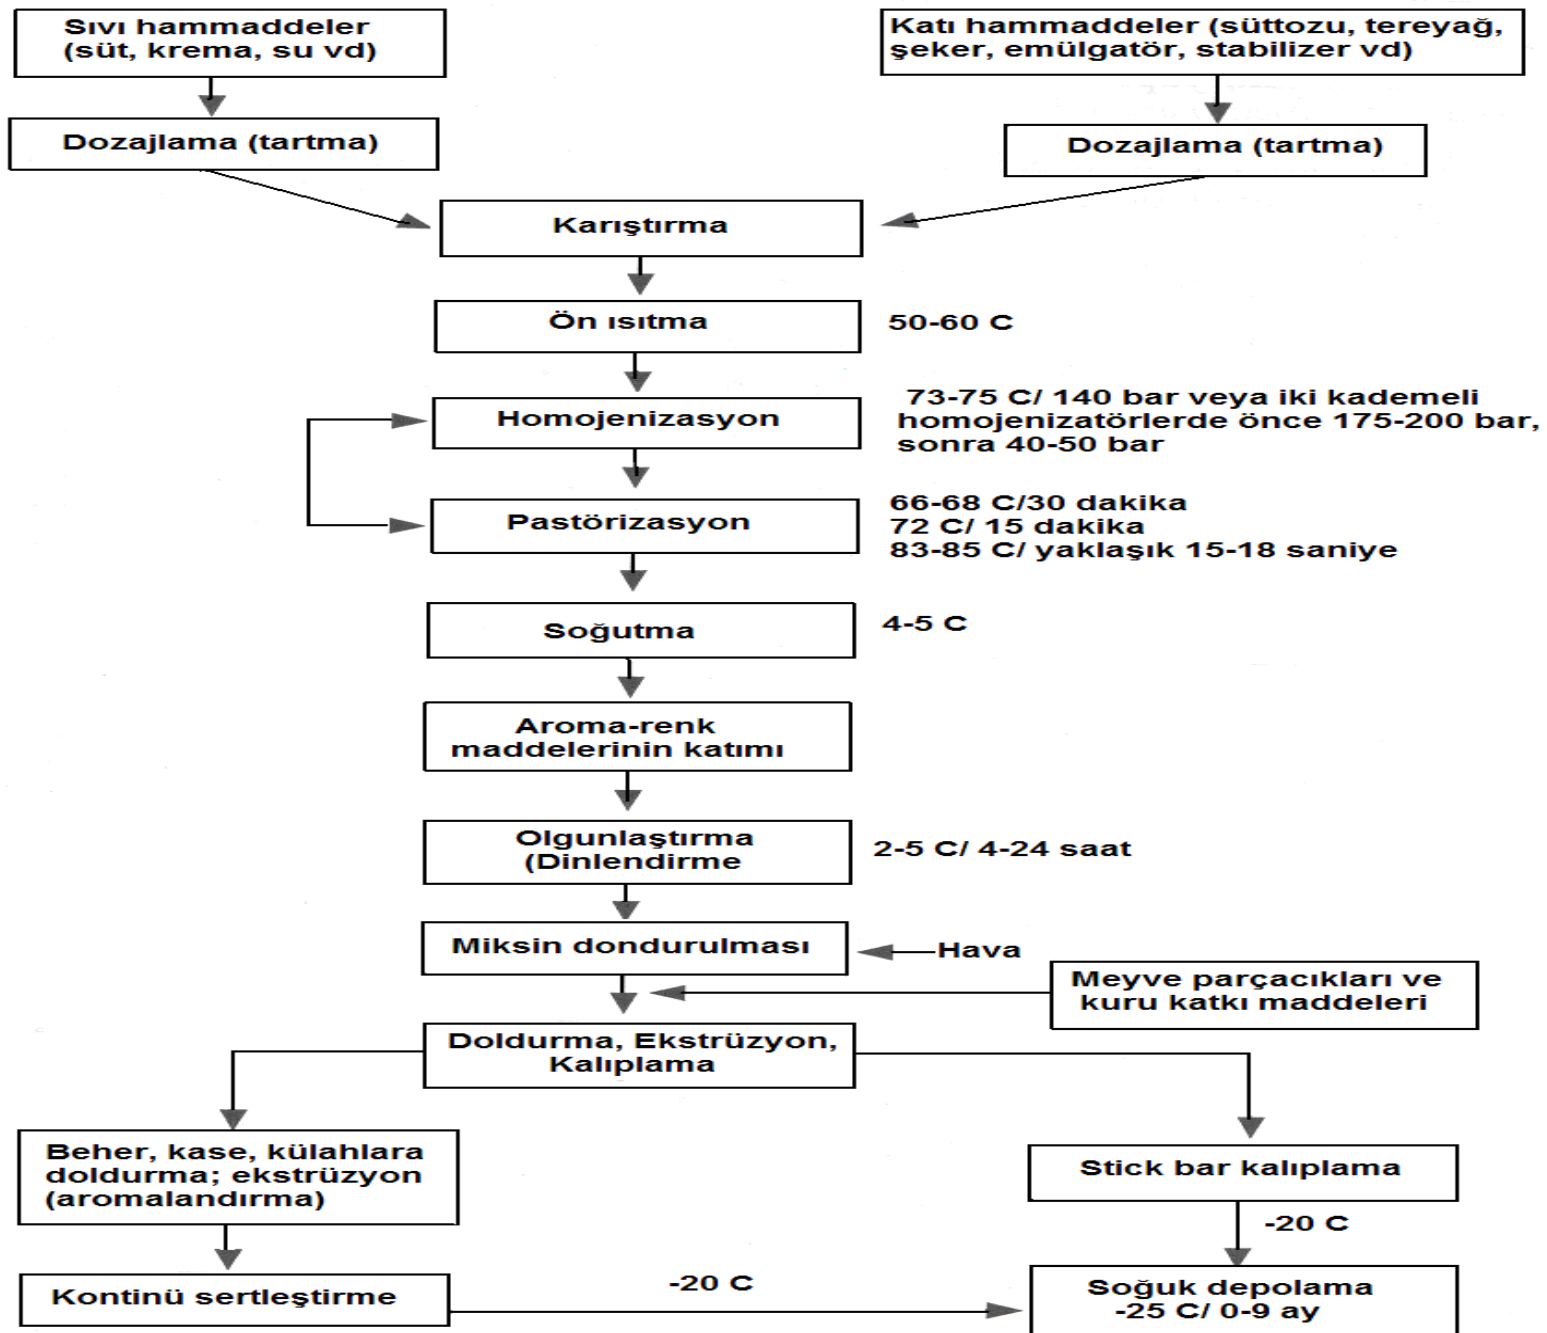 Sıvı hammaddeler
(süt, krema, su vd)
Katı hammaddeler (süttozu, tereyağ,
şeker, emülgatör, stabilizer vd)
Dozajlama (tartma)
Dozajlama (tartma)
Karıştırma
Ön ısıtma
50-60 C
Homojenizasyon
73-75 C/ 140 bar veya iki kademeli
homojenizatörlerde önce 175-200 bar,
sonra 40-50 bar
Pastörizasyon
66-68 C/30 dakika
72 C/ 15 dakika
83-85 C/ yaklaşık 15-18 saniye
Soğutma
4-5 C
Aroma-renk
maddelerinin katımı
Olgunlaştırma
(Dinlendirme
2-5 C/ 4-24 saat
Miksin dondurulması
Hava
Meyve parçacıkları ve
kuru katkı maddeleri
Doldurma, Ekstrüzyon,
Kalıplama
Beher, kase, külahlara
doldurma; ekstrüzyon
(aromalandırma)
Stick bar kalıplama
-20 C
Kontinü sertleştirme
-20 C
Soğuk depolama
-25 C/ 0-9 ay